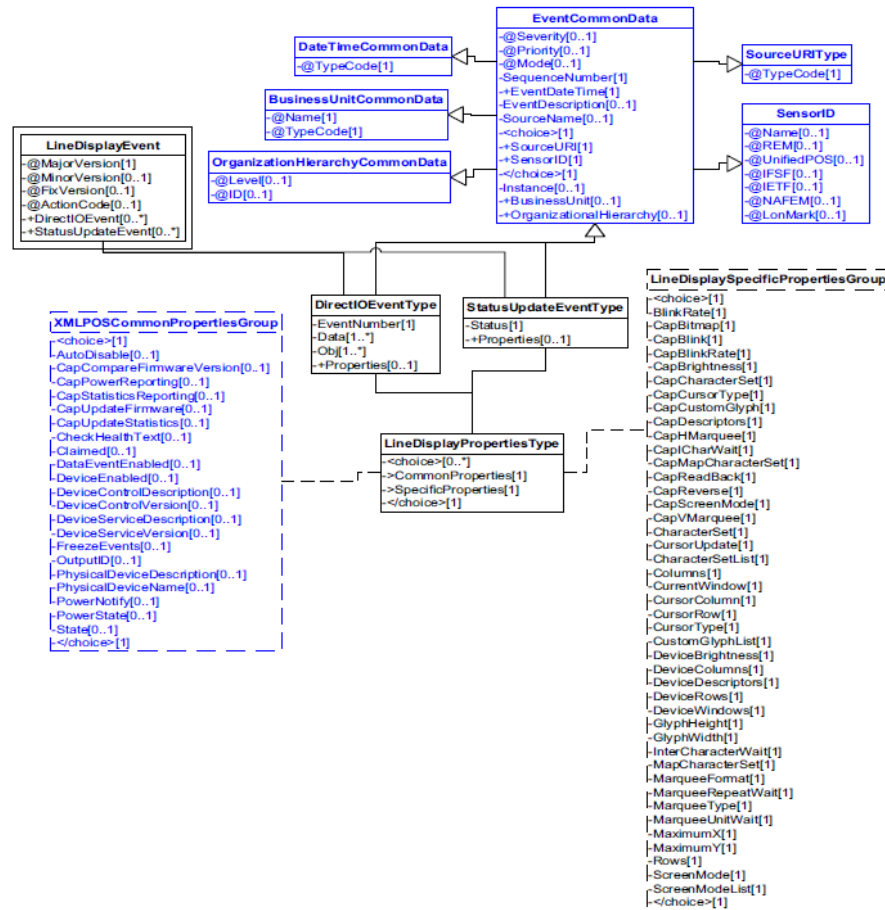 EventCommonData
-@Severity[0..1]
-@Priority[0..1]
-@Mode[0..1]
-SequenceNumber[1]
-+EventDateTime[1]
-EventDescription[0..1]
-SourceName[0..1]
-<choice>[1]
-+SourceURI[1]
-+SensorID[1]
-</choice>[1]
-Instance[0..1]
-+BusinessUnit[0..1]
-+OrganizationalHierarchy[0..1]
DateTimeCommonData
-@TypeCode[1]
BusinessUnitCommonData
-@Name[1]
-@TypeCode[1]
OrganizationHierarchyCommonData
-@Level[0..1]
-@ID[0..1]
SourceURIType
-@TypeCode[1]
SensorID
-@Name[0..1]
-@REM[0..1]
-@UnifiedPOS[0..1]
-@IFSF[0..1]
-@IETF[0..1]
-@NAFEM[0..1]
-@LonMark[0..1]
LineDisplayEvent
-@MajorVersion[1]
-@MinorVersion[0..1]
-@FixVersion[0..1]
-@ActionCode[0..1]
-+DirectIOEvent[0..*]
-+StatusUpdateEvent[0..*]
DirectIOEventType
-EventNumber[1]
-Data[1..*]
-Obj[1..*]
-+Properties[0..1]
StatusUpdateEventType
-Status[1]
-+Properties[0..1]
XMLPOSCommonPropertiesGroup
-<choice>[1]
-AutoDisable[0..1]
-CapCompareFirmwareVersion[0..1]
-CapPowerReporting[0..1]
-CapStatisticsReporting[0..1]
-CapUpdateFirmware[0..1]
-CapUpdateStatistics[0..1]
-CheckHealthText[0..1]
-Claimed[0..1]
-DataEventEnabled[0..1]
-DeviceEnabled[0..1]
-DeviceControlDescription[0..1]
-DeviceControlVersion[0..1]
-DeviceServiceDescription[0..1]
-DeviceServiceVersion[0..1]
-FreezeEvents[0..1]
-OutputID[0..1]
-PhysicalDeviceDescription[0..1]
-PhysicalDeviceName[0..1]
-PowerNotify[0..1]
-PowerState[0..1]
-State[0..1]
-</choice>[1]
LineDisplayPropertiesType
-<choice>[0..*]
->CommonProperties[1]
->SpecificProperties[1]
-</choice>[1]
LineDisplaySpecificPropertiesGroup
-<choice>[1]
-BlinkRate[1]
-CapBitmap[1]
-CapBlink[1]
-CapBlinkRate[1]
-CapBrightness[1]
-CapCharacterSet[1]
-CapCursorType[1]
-CapCustomGlyph[1]
-CapDescriptors[1]
-CapHMarquee[1]
-CapICharWait[1]
-CapMapCharacterSet[1]
-CapReadBack[1]
-CapReverse[1]
-CapScreenMode[1]
-CapVMarquee[1]
-CharacterSet[1]
-CursorUpdate[1]
-CharacterSetList[1]
-Columns[1]
-CurrentWindow[1]
-CursorColumn[1]
-CursorRow[1]
-CursorType[1]
-CustomGlyphList[1]
-DeviceBrightness[1]
-DeviceColumns[1]
-DeviceDescriptors[1]
-DeviceRows[1]
-DeviceWindows[1]
-GlyphHeight[1]
-GlyphWidth[1]
-InterCharacterWait[1]
-MapCharacterSet[1]
-MarqueeFormat[1]
-MarqueeRepeatWait[1]
-MarqueeType[1]
-MarqueeUnitWait[1]
-MaximumX[1]
-MaximumY[1]
-Rows[1]
-ScreenMode[1]
-ScreenModeList[1]
-</choice>[1]